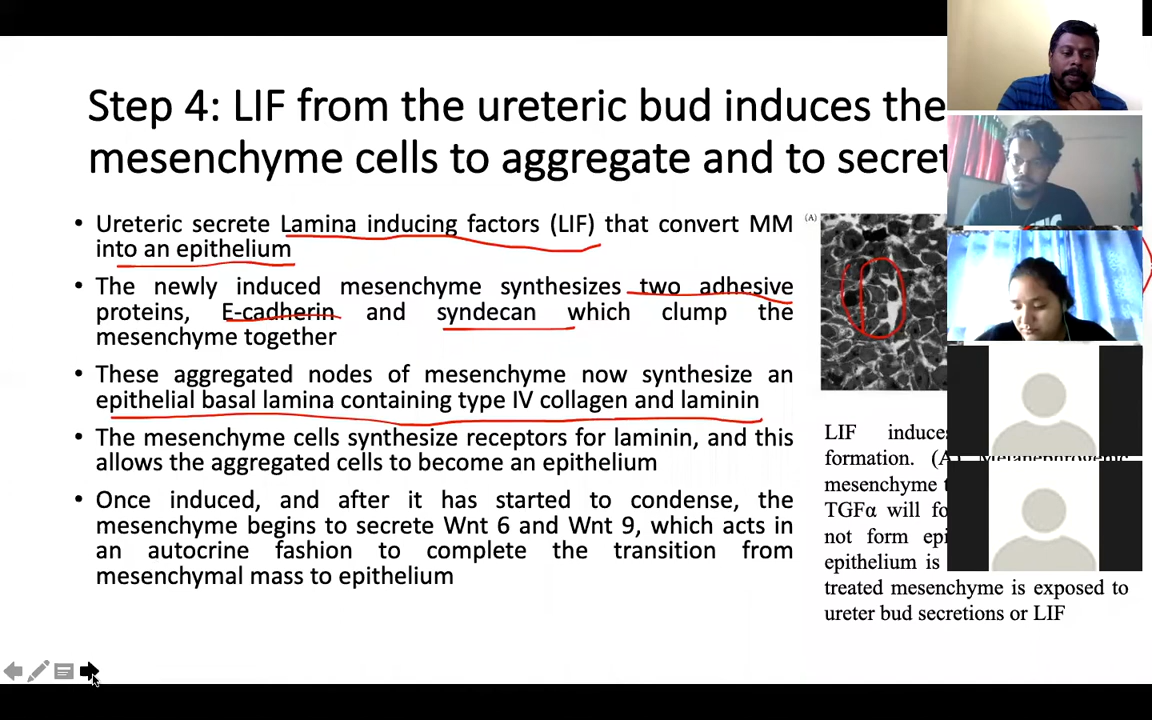 Step 4: LIF from the ureteric bud induces the
mesenchyme cells to aggregate and to secret
• Ureteric secrete Lamina inducing factors (LIF) that convert MM
into an epithelium
• The newly induced mesenchyme synthesizes two adhesive
proteins, E-cadherin and syndecan which clump the
mesenchyme together
• These aggregated nodes of mesenchyme now synthesize an
epithelial basal lamina containing type IV collagen and laminin
• The mesenchyme cells synthesize receptors for laminin, and this
allows the aggregated cells to become an epithelium
• Once induced, and after it has started to condense, the
mesenchyme begins to secrete Wnt 6 and Wnt 9, which acts in
an autocrine fashion to complete the transition from
mesenchymal mass to epithelium
(A)
LIF induces
formation. (A) Metanephrogenic
mesenchyme
TGFα will fo
not form epi
epithelium is
treated mesenchyme is exposed to
ureter bud secretions or LIF